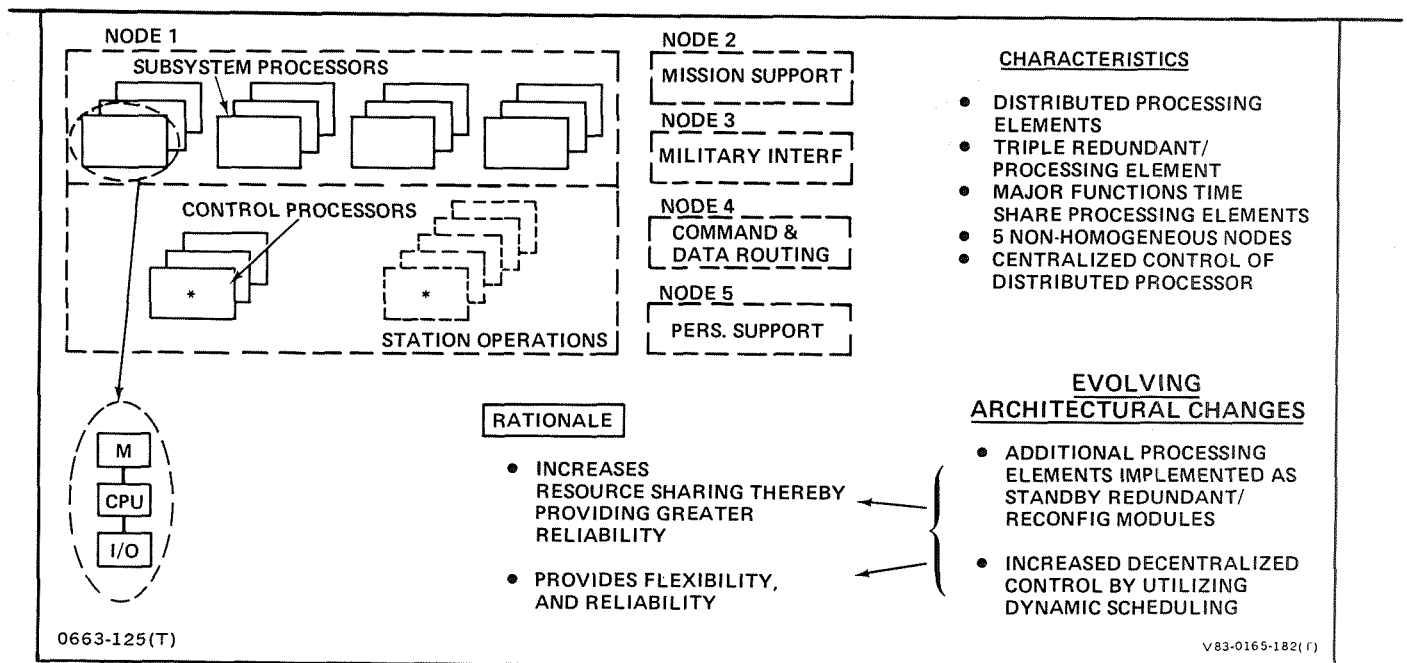 NODE 1
SUBSYSTEM PROCESSORS
CONTROL PROCESSORS
*
*
STATION OPERATIONS
NODE 2
MISSION SUPPORT
NODE 3
MILITARY INTERF
NODE 4
COMMAND &
DATA ROUTING
NODE 5
PERS. SUPPORT
CHARACTERISTICS
● DISTRIBUTED PROCESSING
ELEMENTS
● TRIPLE REDUNDANT/
PROCESSING ELEMENT
● MAJOR FUNCTIONS TIME
SHARE PROCESSING ELEMENTS
● 5 NON-HOMOGENEOUS NODES
● CENTRALIZED CONTROL OF
DISTRIBUTED PROCESSOR
M
CPU
I/O
RATIONALE
● INCREASES
RESOURCE SHARING THEREBY
PROVIDING GREATER
RELIABILITY
● PROVIDES FLEXIBILITY,
AND RELIABILITY
EVOLVING
ARCHITECTURAL CHANGES
● ADDITIONAL PROCESSING
ELEMENTS IMPLEMENTED AS
STANDBY REDUNDANT/
RECONFIG MODULES
● INCREASED DECENTRALIZED
CONTROL BY UTILIZING
DYNAMIC SCHEDULING
0663-125(T)
V83-0165-182(T)